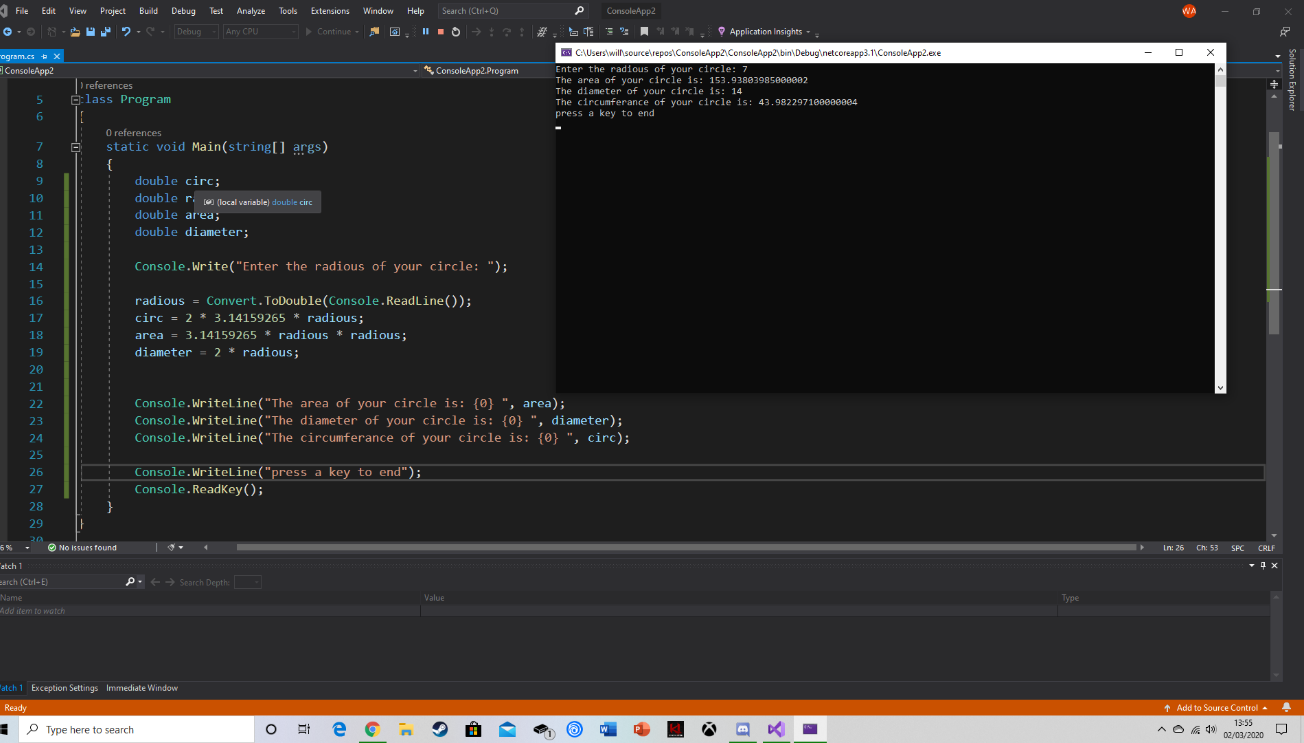 File Edit View Project Build Debug Test Analyze Tools Extensions Window Help Search (Ctrl+Q) ConsoleApp2 WA
Debug Any CPU Continue Application Insights
rogram.cs
ConsoleApp2 ConsoleApp2.Program
Solution Explorer
C:\Users\will\source\repos\ConsoleApp2\ConsoleApp2\bin\Debug\netcoreapp3.1\ConsoleApp2.exe
Enter the radious of your circle: 7
The area of your circle is: 153.93803985000002
The diameter of your circle is: 14
The circumferance of your circle is: 43.982297100000004
press a key to end
references
5 class Program
6
0 references
7 static void Main(string[] args)
8 {
9 double circ;
10 double r
(local variable) double circ
11 double area;
12 double diameter;
13
14 Console.Write("Enter the radious of your circle: ");
15
16 radious = Convert.ToDouble(Console.ReadLine());
17 circ = 2 * 3.14159265 * radious;
18 area = 3.14159265 * radious * radious;
19 diameter = 2 * radious;
20
21
22 Console.WriteLine("The area of your circle is: {0} ", area);
23 Console.WriteLine("The diameter of your circle is: {0} ", diameter);
24 Console.WriteLine("The circumferance of your circle is: {0} ", circ);
25
26 Console.WriteLine("press a key to end");
27 Console.ReadKey();
28 }
29 }
30
6 % No issues found Ln: 26 Ch: 53 SPC CRLF
atch 1
earch (Ctrl+E) Search Depth:
Name Value Type
Add item to watch
atch 1 Exception Settings Immediate Window
Ready Add to Source Control
Type here to search
13:55
02/03/2020